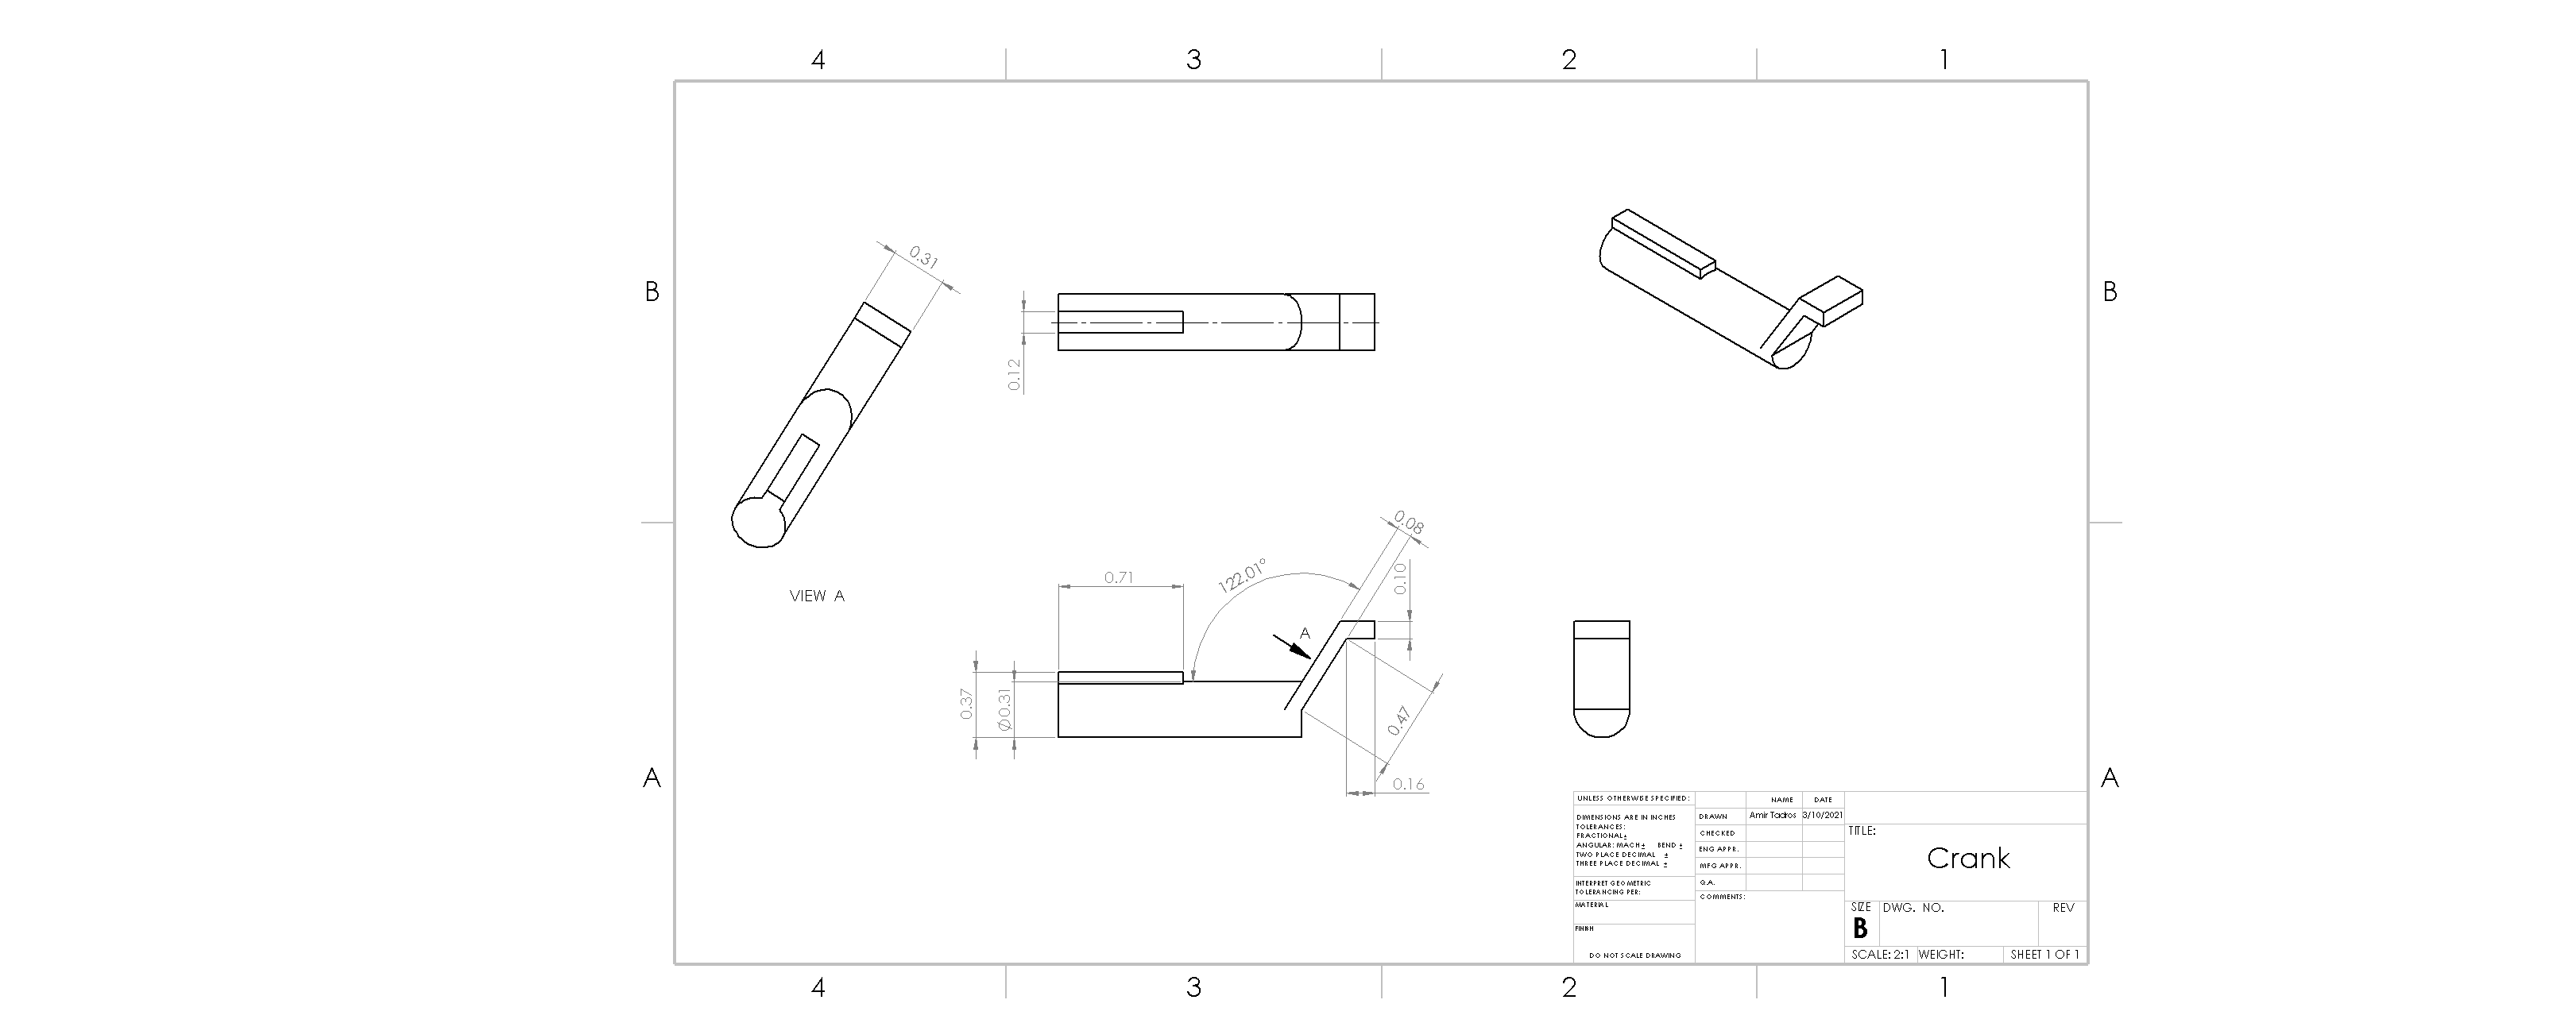 4 3 2 1
B B
0.31
0.12
VIEW A
0.71
122.01°
0.08
0.10
A
0.37
Ø0.31
0.47
0.16
A A
UNLESS OTHERWISE SPECIFIED:
DIMENSIONS ARE IN INCHES
TOLERANCES:
FRACTIONAL±
ANGULAR: MACH± BEND ±
TWO PLACE DECIMAL ±
THREE PLACE DECIMAL ±
INTERPRET GEOMETRIC
TOLERANCING PER:
MATERIAL
FINISH
DO NOT SCALE DRAWING
NAME DATE
DRAWN Amir Tadros 3/10/2021
CHECKED
ENG APPR.
MFG APPR.
Q.A.
COMMENTS:
TITLE:
Crank
SIZE DWG. NO. REV
B
SCALE: 2:1 WEIGHT: SHEET 1 OF 1
4 3 2 1